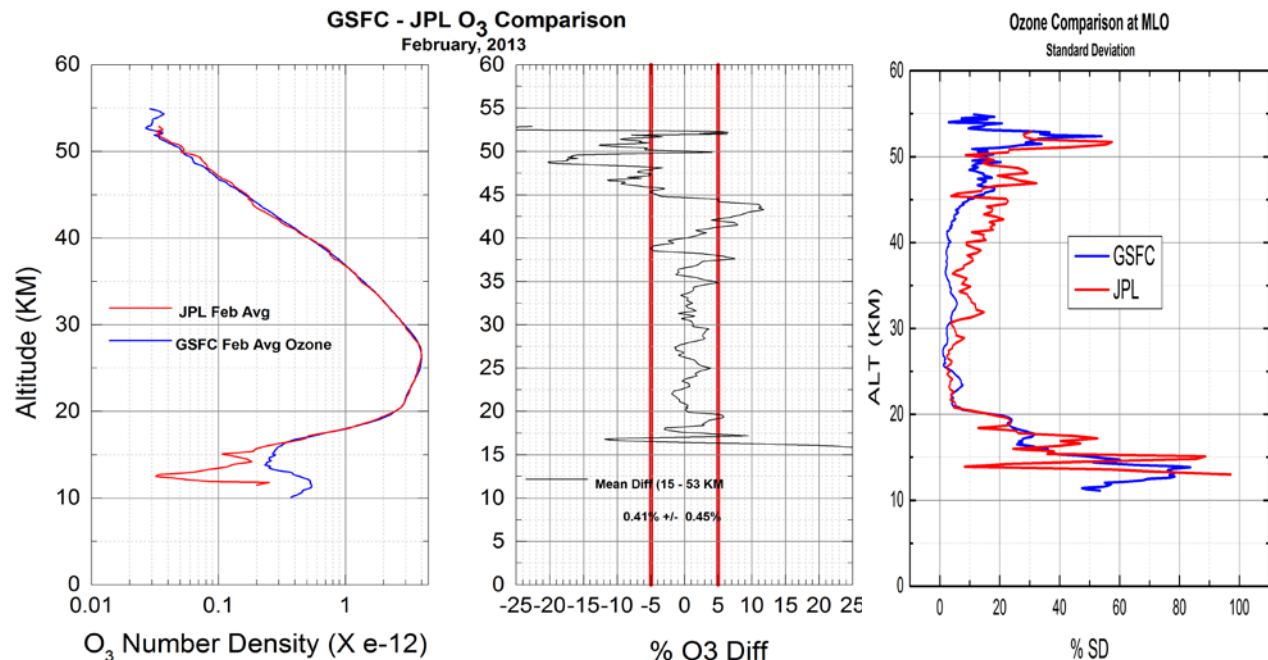 GSFC - JPL O3 Comparison
February, 2013
60
50
40
30
20
10
0
Altitude (KM)
JPL Feb Avg
GSFC Feb Avg Ozone
0.01
0.1
1
O3 Number Density (X e-12)
60
55
50
45
40
35
30
25
20
15
10
5
0
Mean Diff (15 - 53 KM
0.41% +/- 0.45%
-25-20-15-10 -5 0 5 10 15 20 25
% O3 Diff
Ozone Comparison at MLO
Standard Deviation
60
50
40
30
20
10
0
ALT (KM)
GSFC
JPL
0 20 40 60 80 100
% SD